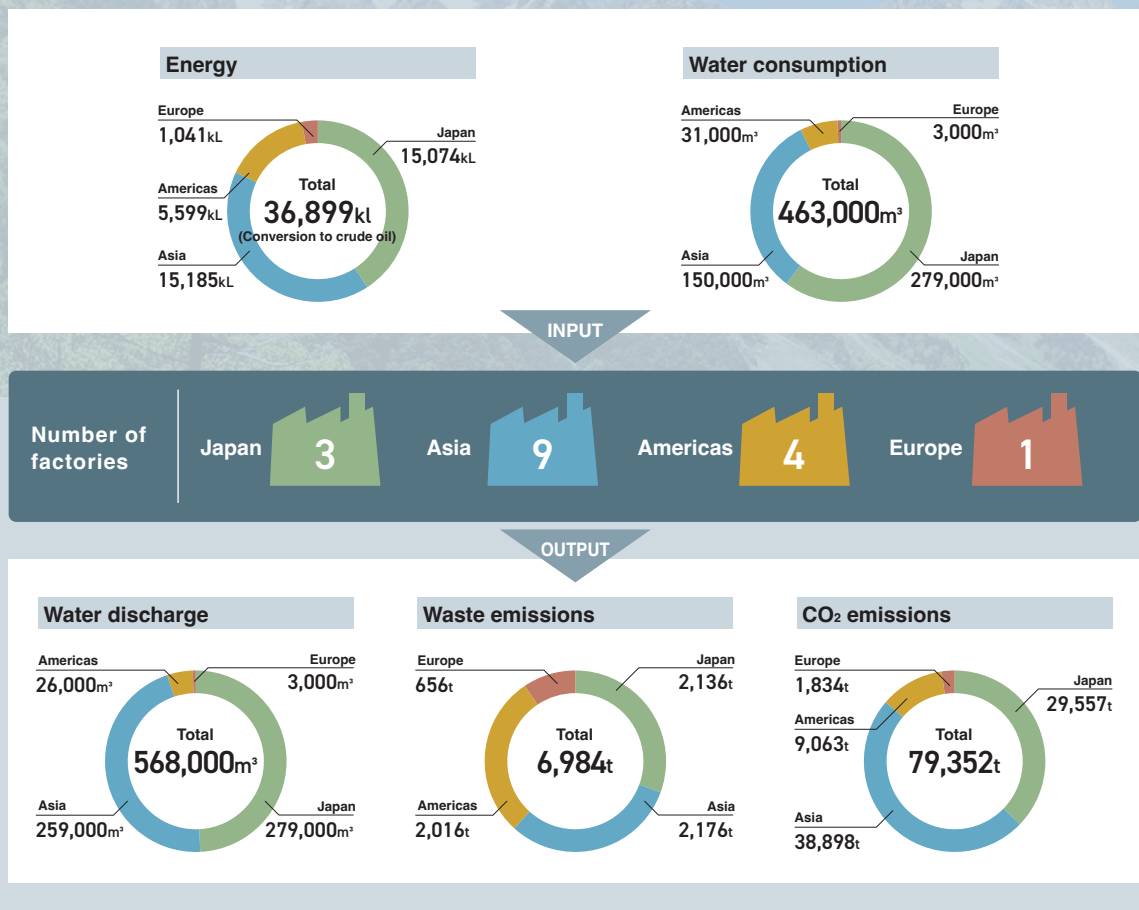 Energy
Europe
1,041kL
Japan
15,074kL
Americas
5,599kL
Asia
15,185kL
Total
36,899kl
(Conversion to crude oil)
Water consumption
Americas
31,000m³
Europe
3,000m³
Asia
150,000m³
Japan
279,000m³
Total
463,000m³
INPUT
Number of
factories
Japan
3
Asia
9
Americas
4
Europe
1
OUTPUT
Water discharge
Americas
26,000m³
Europe
3,000m³
Total
568,000m³
Asia
259,000m³
Japan
279,000m³
Waste emissions
Europe
656t
Japan
2,136t
Total
6,984t
Americas
2,016t
Asia
2,176t
CO₂ emissions
Europe
1,834t
Japan
29,557t
Americas
9,063t
Total
79,352t
Asia
38,898t